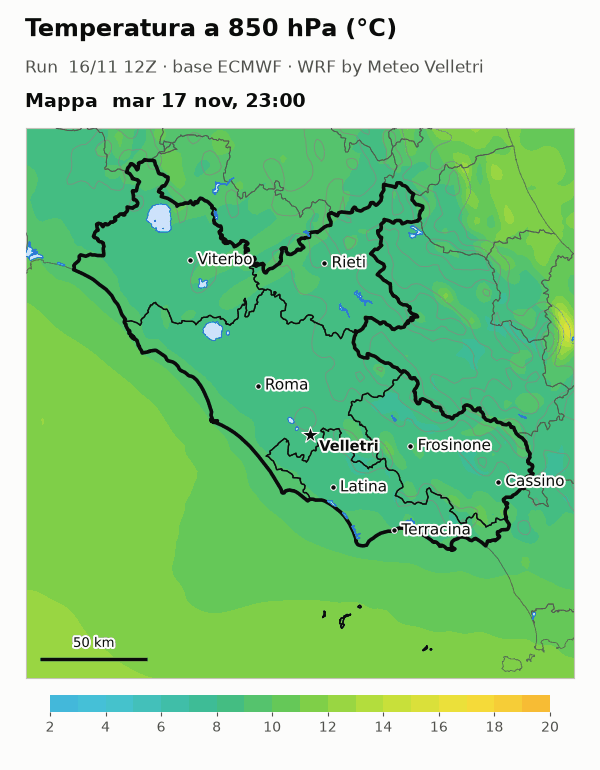 Temperatura a 850 hPa (°C)
Run  16/11 12Z · base ECMWF · WRF by Meteo Velletri
Mappa  mar 17 nov, 23:00
Viterbo
Rieti
Roma
Velletri
Frosinone
Cassino
Latina
Terracina
50 km
2 4 6 8 10 12 14 16 18 20